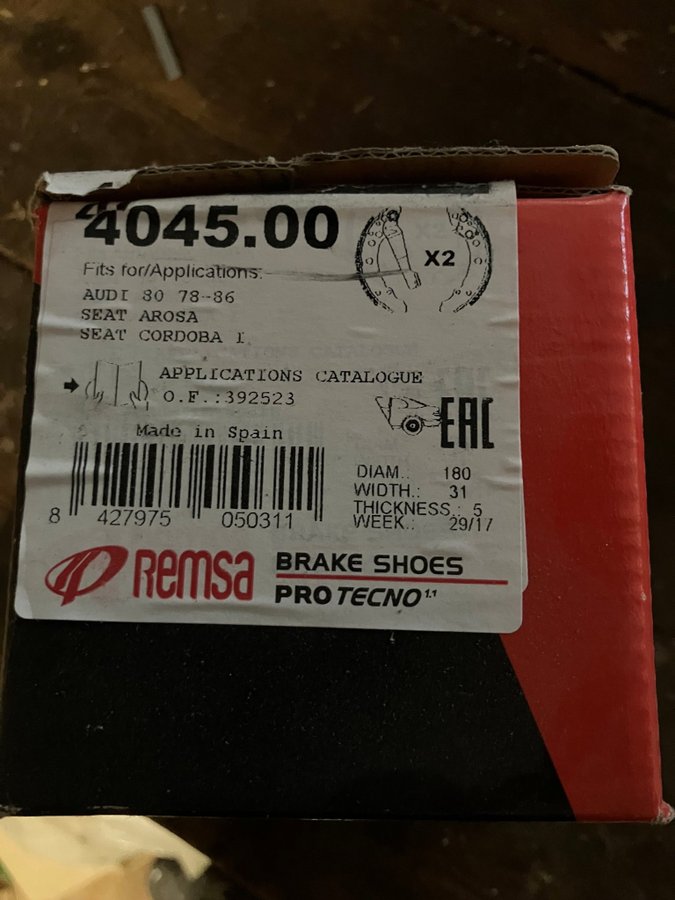 4045.00
X2
Fits for/Applications:
AUDI 80 78-86
SEAT AROSA
SEAT CORDOBA I
APPLICATIONS CATALOGUE
O.F.:392523
EAC
Made in Spain
DIAM.: 180
WIDTH.: 31
THICKNESS.: 5
WEEK.: 29/17
8 427975 050311
Remsa BRAKE SHOES
PRO TECNO 1.1